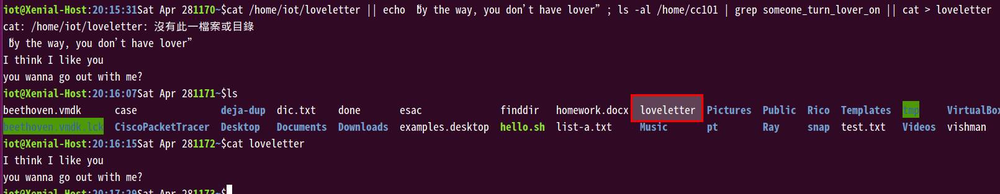 iot@Xenial-Host:20:15:31Sat Apr 281170~$cat /home/iot/loveletter || echo “By the way, you don’t have lover” ; ls -al /home/cc101 | grep someone_turn_lover_on || cat > loveletter
cat: /home/iot/loveletter: 沒有此一檔案或目錄
“By the way, you don’t have lover”
I think I like you
you wanna go out with me?
iot@Xenial-Host:20:16:07Sat Apr 281171~$ls
beethoven.vmdk case deja-dup dic.txt done esac finddir homework.docx loveletter Pictures Public Rico Templates tmp VirtualBox
beethoven.vmdk.lck CiscoPacketTracer Desktop Documents Downloads examples.desktop hello.sh list-a.txt Music pt Ray snap test.txt Videos vishman
iot@Xenial-Host:20:16:15Sat Apr 281172~$cat loveletter
I think I like you
you wanna go out with me?
iot@Xenial-Host:20:17:29Sat Apr 281173~$